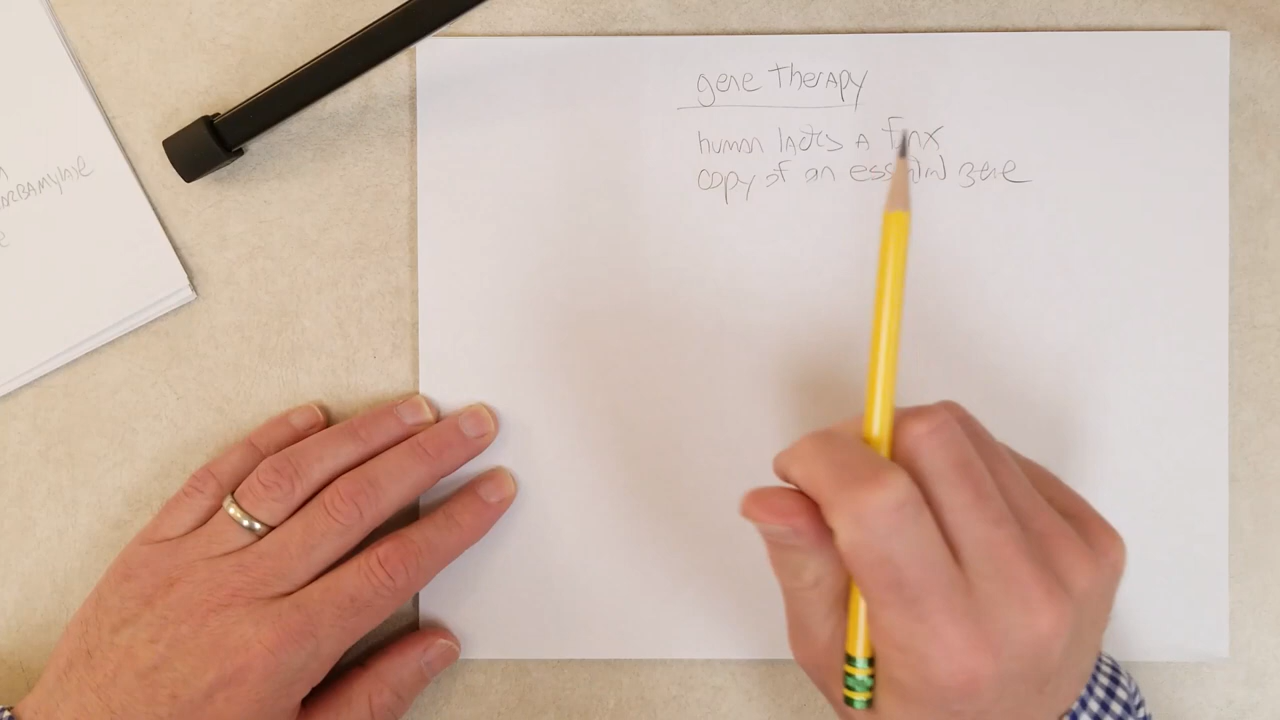 gene therapy
human lacks a fnx
copy of an essential gene